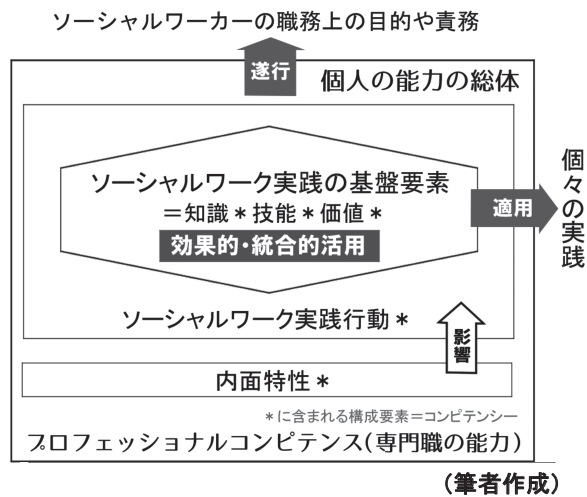 ソーシャルワーカーの職務上の目的や責務
遂行
個人の能力の総体
ソーシャルワーク実践の基盤要素
＝知識＊技能＊価値＊
効果的・統合的活用
適用
個々の実践
ソーシャルワーク実践行動＊
影響
内面特性＊
＊に含まれる構成要素＝コンピテンシー
プロフェッショナルコンピテンス(専門職の能力)
(筆者作成)